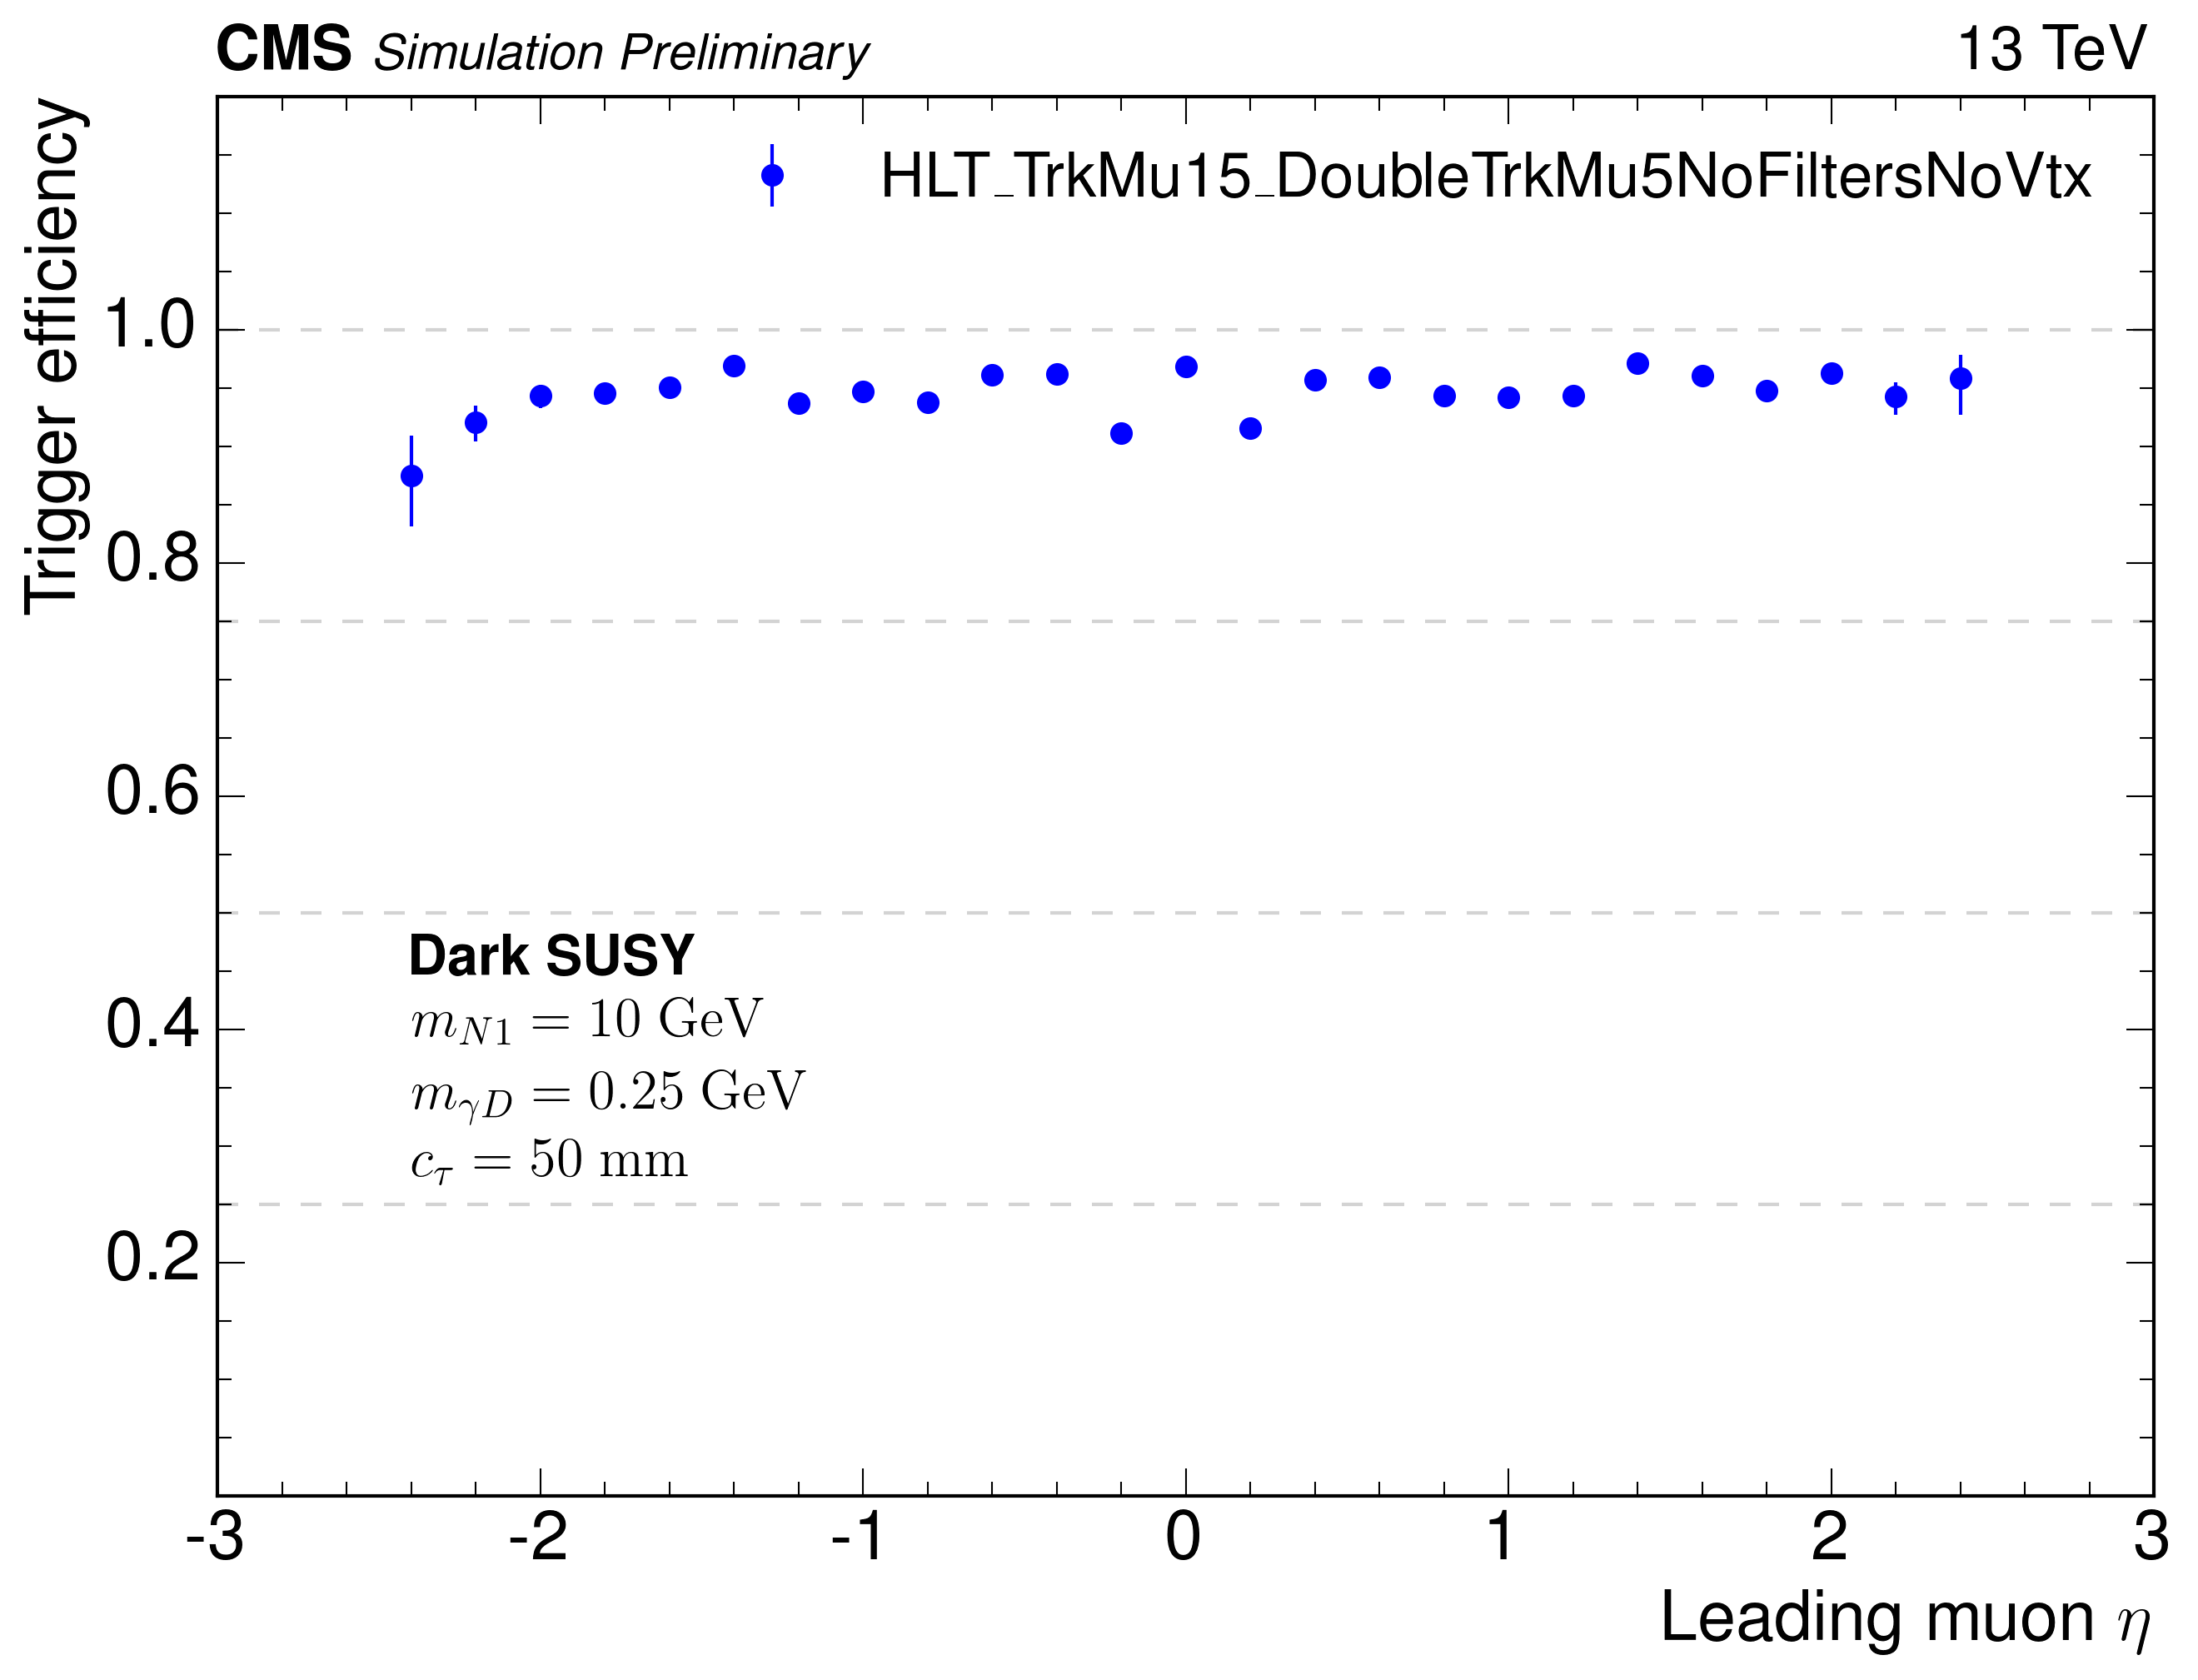 CMS Simulation Preliminary 13 TeV
HLT_TrkMu15_DoubleTrkMu5NoFiltersNoVtx
Trigger efficiency
1.0
0.8
0.6
0.4
0.2
Dark SUSY
m_{N1} = 10 GeV
m_{γD} = 0.25 GeV
c_τ = 50 mm
-3 -2 -1 0 1 2 3
Leading muon η